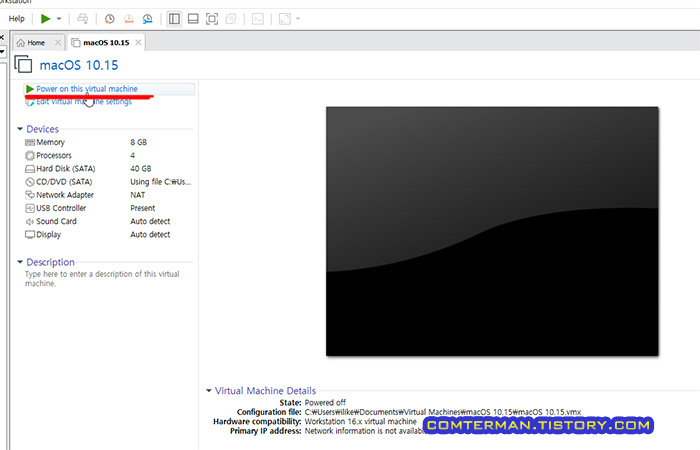 orkstation
Help
Home
macOS 10.15
macOS 10.15
Power on this virtual machine
Edit virtual machine settings
Devices
Memory 8 GB
Processors 4
Hard Disk (SATA) 40 GB
CD/DVD (SATA) Using file C:₩Us...
Network Adapter NAT
USB Controller Present
Sound Card Auto detect
Display Auto detect
Description
Type here to enter a description of this virtual
machine.
Virtual Machine Details
State: Powered off
Configuration file: C:₩Users₩ilike₩Documents₩Virtual Machines₩macOS 10.15₩macOS 10.15.vmx
Hardware compatibility: Workstation 16.x virtual machine
Primary IP address: Network information is not availab
COMTERMAN.TISTORY.COM